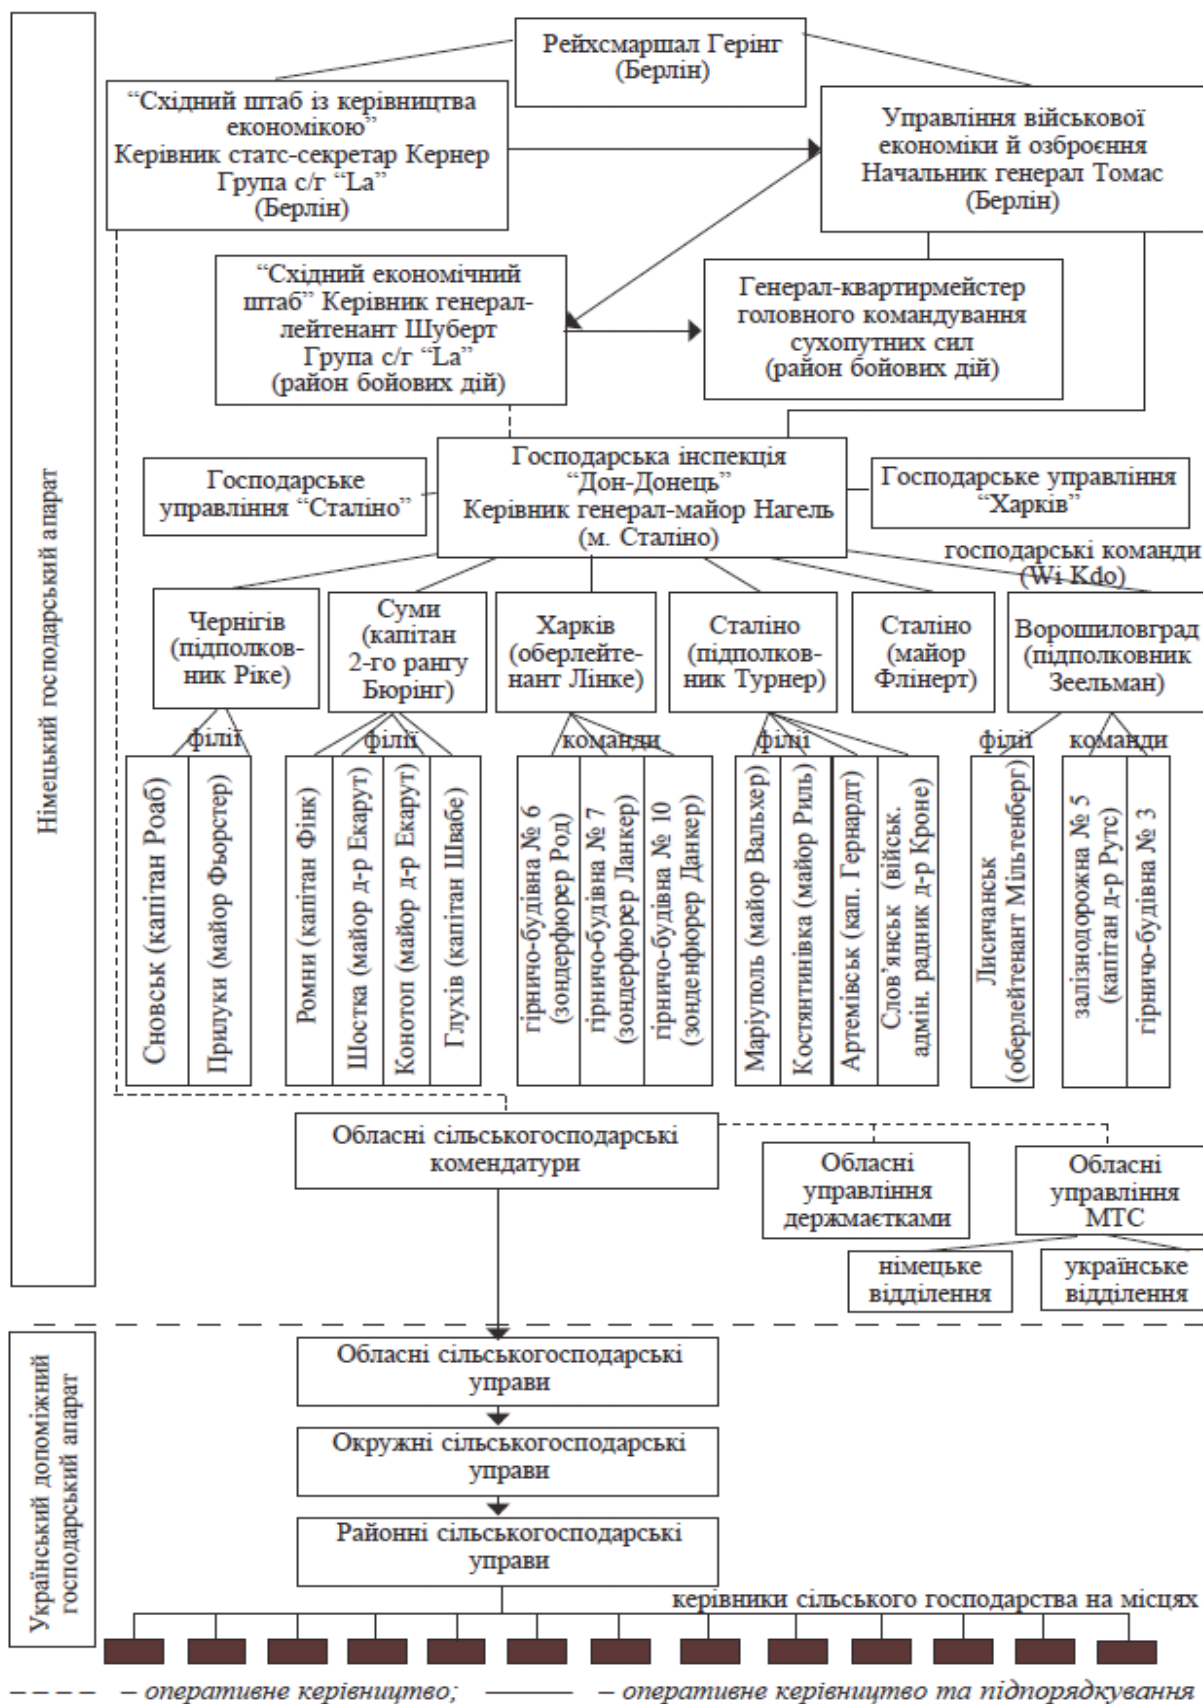 Німецький господарський апарат
Рейхсмаршал Герінг
(Берлін)
“Східний штаб із керівництва
економікою”
Керівник статс-секретар Кернер
Група с/г “La”
(Берлін)
Управління військової
економіки й озброєння
Начальник генерал Томас
(Берлін)
“Східний економічний
штаб” Керівник генерал-
лейтенант Шуберт
Група с/г “La”
(район бойових дій)
Генерал-квартирмейстер
головного командування
сухопутних сил
(район бойових дій)
Господарське
управління “Сталіно”
Господарська інспекція
“Дон-Донець”
Керівник генерал-майор Нагель
(м. Сталіно)
Господарське управління
“Харків”
господарські команди
(Wi Kdo)
Чернігів
(підполков-
ник Ріке)
Суми
(капітан
2-го рангу
Бюрінг)
Харків
(оберлейте-
нант Лінке)
Сталіно
(підполков-
ник Турнер)
Сталіно
(майор
Флінерт)
Ворошиловград
(підполковник
Зеельман)
філії
філії
команди
філії
філії
команди
Сновськ (капітан Роаб)
Прилуки (майор Фьорстер)
Ромни (капітан Фінк)
Шостка (майор д-р Екарут)
Конотоп (майор д-р Екарут)
Глухів (капітан Швабе)
гірничо-будівна № 6
(зондерфюрер Род)
гірничо-будівна № 7
(зондерфюрер Ланкер)
гірничо-будівна № 10
(зонденфюрер Данкер)
Маріуполь (майор Вальхер)
Костянтинівка (майор Риль)
Артемівськ (кап. Гернардт)
Слов’янськ (військ.
адмін. радник д-р Кроне)
Лисичанськ
(оберлейтенант Мільтенберг)
залізнодорожна № 5
(капітан д-р Рутс)
гірничо-будівна № 3
Обласні сільськогосподарські
комендатури
Обласні
управління
держмаєтками
Обласні
управління
МТС
німецьке
відділення
українське
відділення
Український допоміжний
господарський апарат
Обласні сільськогосподарські
управи
Окружні сільськогосподарські
управи
Районні сільськогосподарські
управи
керівники сільського господарства на місцях
– – – – – оперативне керівництво; ——— – оперативне керівництво та підпорядкування